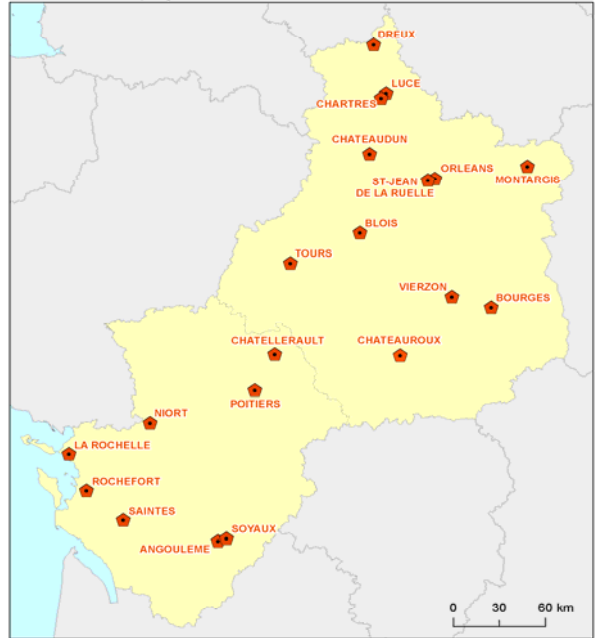 DREUX
LUCE
CHARTRES
CHATEAUDUN
ORLEANS
ST-JEAN
DE LA RUELLE
MONTARGIS
BLOIS
TOURS
VIERZON
BOURGES
CHATELLERAULT
CHATEAUROUX
POITIERS
NIORT
LA ROCHELLE
ROCHEFORT
SAINTES
SOYAUX
ANGOULEME
0 30 60 km